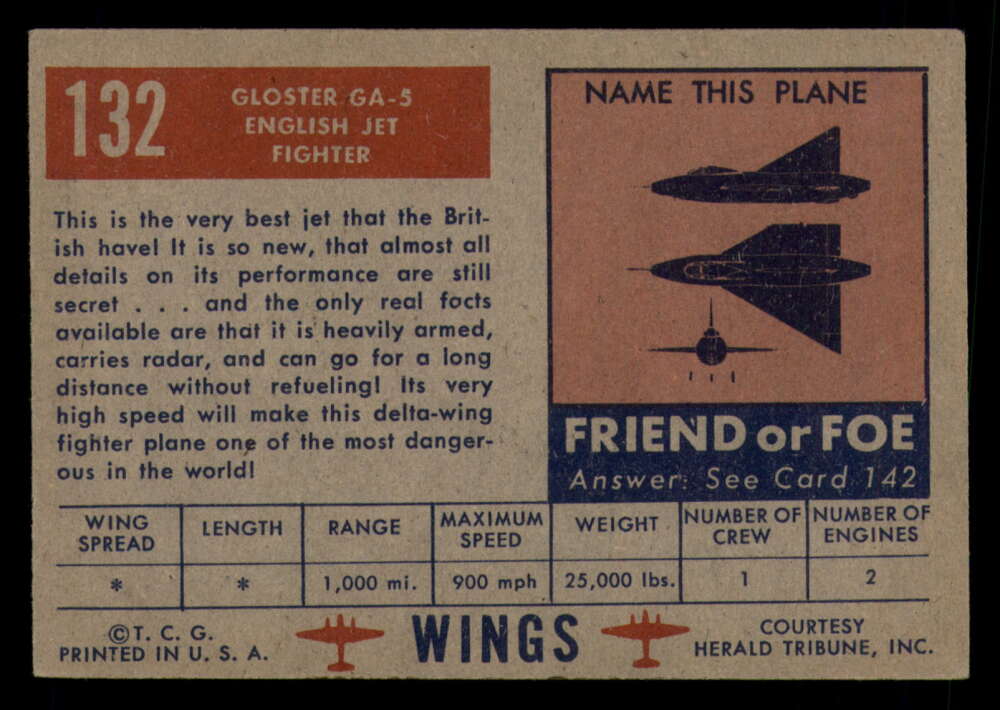 132
GLOSTER GA-5
ENGLISH JET
FIGHTER
This is the very best jet that the Brit-
ish have! It is so new, that almost all
details on its performance are still
secret . . . and the only real facts
available are that it is heavily armed,
carries radar, and can go for a long
distance without refueling! Its very
high speed will make this delta-wing
fighter plane one of the most danger-
ous in the world!
NAME THIS PLANE
FRIEND or FOE
Answer: See Card 142
WING SPREAD LENGTH RANGE MAXIMUM SPEED WEIGHT NUMBER OF CREW NUMBER OF ENGINES
* * 1,000 mi. 900 mph 25,000 lbs. 1 2
©T. C. G.
PRINTED IN U. S. A.
WINGS
COURTESY
HERALD TRIBUNE, INC.